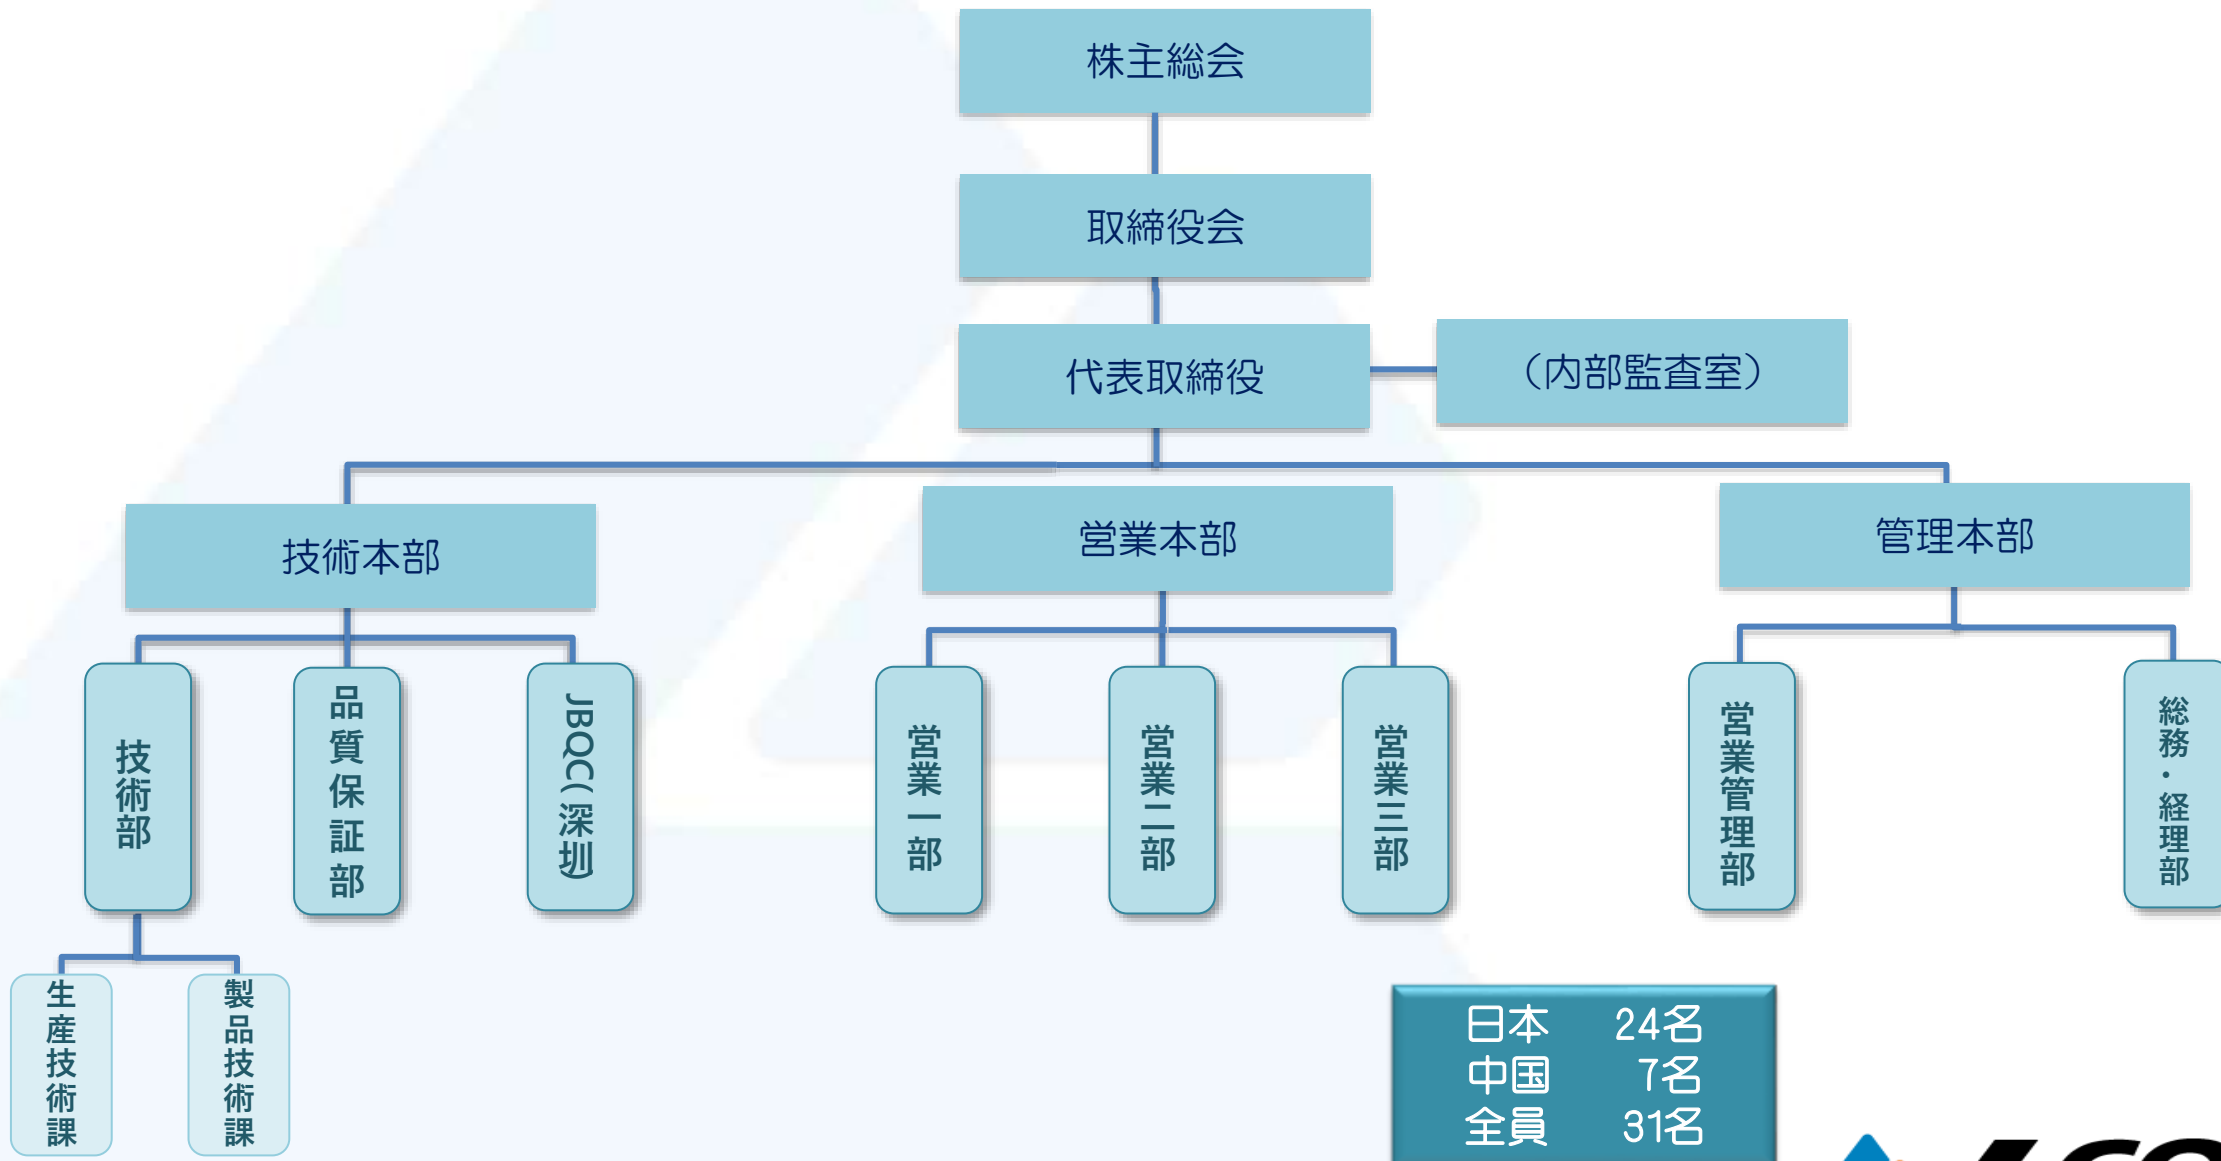 株主総会
取締役会
代表取締役
（内部監査室）
技術本部
営業本部
管理本部
技術部
品質保証部
JBQC(深圳)
営業一部
営業二部
営業三部
営業管理部
総務・経理部
生産技術課
製品技術課
日本 24名
中国 7名
全員 31名